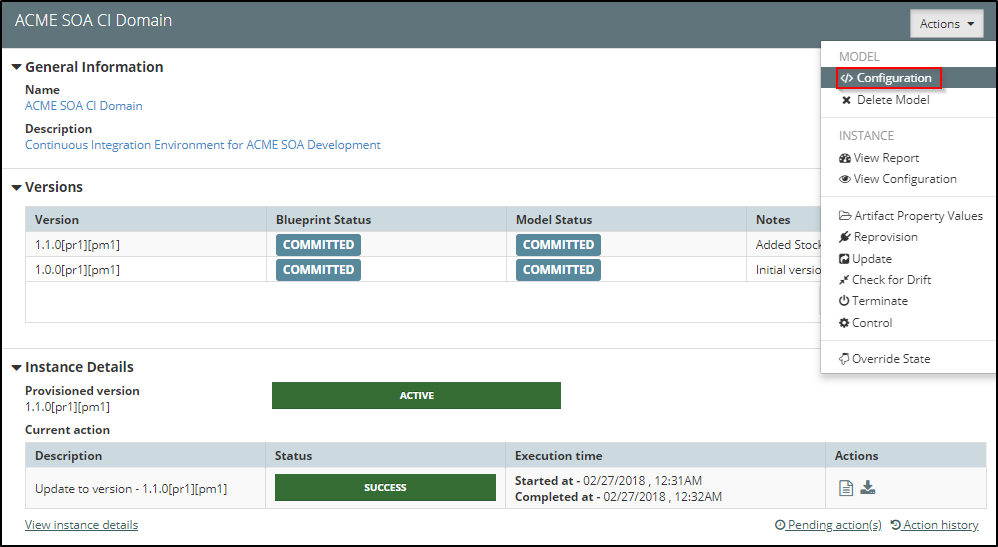 ACME SOA CI Domain
Actions
MODEL
Configuration
Delete Model
INSTANCE
View Report
View Configuration
Artifact Property Values
Reprovision
Update
Check for Drift
Terminate
Control
Override State
General Information
Name
ACME SOA CI Domain
Description
Continuous Integration Environment for ACME SOA Development
Versions
Version Blueprint Status Model Status Notes
1.1.0[pr1][pm1] COMMITTED COMMITTED Added Stock
1.0.0[pr1][pm1] COMMITTED COMMITTED Initial versio
Instance Details
Provisioned version
1.1.0[pr1][pm1]
ACTIVE
Current action
Description Status Execution time Actions
Update to version - 1.1.0[pr1][pm1] SUCCESS Started at - 02/27/2018 , 12:31AM
Completed at - 02/27/2018 , 12:32AM
View instance details Pending action(s) Action history